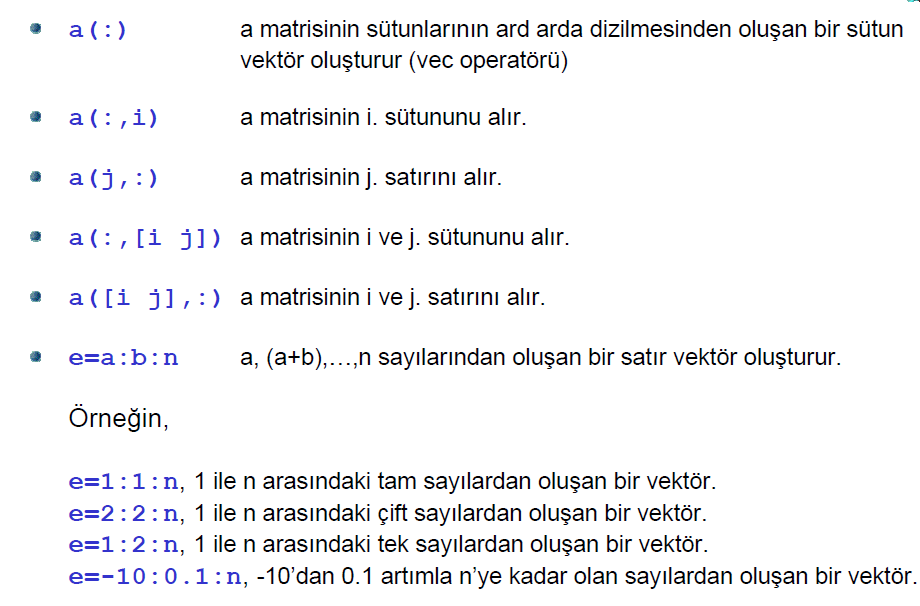 a(:) a matrisinin sütunlarının ard arda dizilmesinden oluşan bir sütun
vektör oluşturur (vec operatörü)
a(:,i) a matrisinin i. sütununu alır.
a(j,:) a matrisinin j. satırını alır.
a(:,[i j]) a matrisinin i ve j. sütununu alır.
a([i j],:) a matrisinin i ve j. satırını alır.
e=a:b:n a, (a+b),…,n sayılarından oluşan bir satır vektör oluşturur.
Örneğin,
e=1:1:n, 1 ile n arasındaki tam sayılardan oluşan bir vektör.
e=2:2:n, 1 ile n arasındaki çift sayılardan oluşan bir vektör.
e=1:2:n, 1 ile n arasındaki tek sayılardan oluşan bir vektör.
e=-10:0.1:n, -10’dan 0.1 artımla n’ye kadar olan sayılardan oluşan bir vektör.